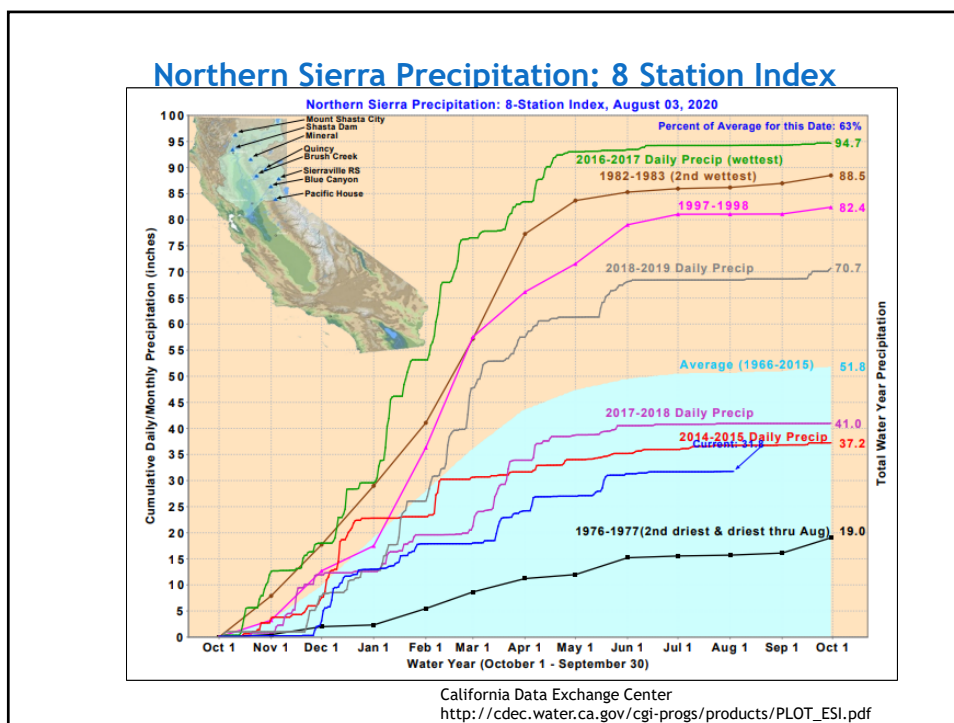 Northern Sierra Precipitation: 8 Station Index
Northern Sierra Precipitation: 8-Station Index, August 03, 2020
Percent of Average for this Date: 63%
Mount Shasta City
Shasta Dam
Mineral
Quincy
Brush Creek
Sierraville RS
Blue Canyon
Pacific House
2016-2017 Daily Precip (wettest)
94.7
1982-1983 (2nd wettest)
88.5
1997-1998
82.4
2018-2019 Daily Precip
70.7
Average (1966-2015)
51.8
2017-2018 Daily Precip
41.0
2014-2015 Daily Precip
37.2
Current: 31.8
1976-1977(2nd driest & driest thru Aug)
19.0
Cumulative Daily/Monthly Precipitation (inches)
100
95
90
85
80
75
70
65
60
55
50
45
40
35
30
25
20
15
10
5
0
Total Water Year Precipitation
Oct 1 Nov 1 Dec 1 Jan 1 Feb 1 Mar 1 Apr 1 May 1 Jun 1 Jul 1 Aug 1 Sep 1 Oct 1
Water Year (October 1 - September 30)
California Data Exchange Center
http://cdec.water.ca.gov/cgi-progs/products/PLOT_ESI.pdf